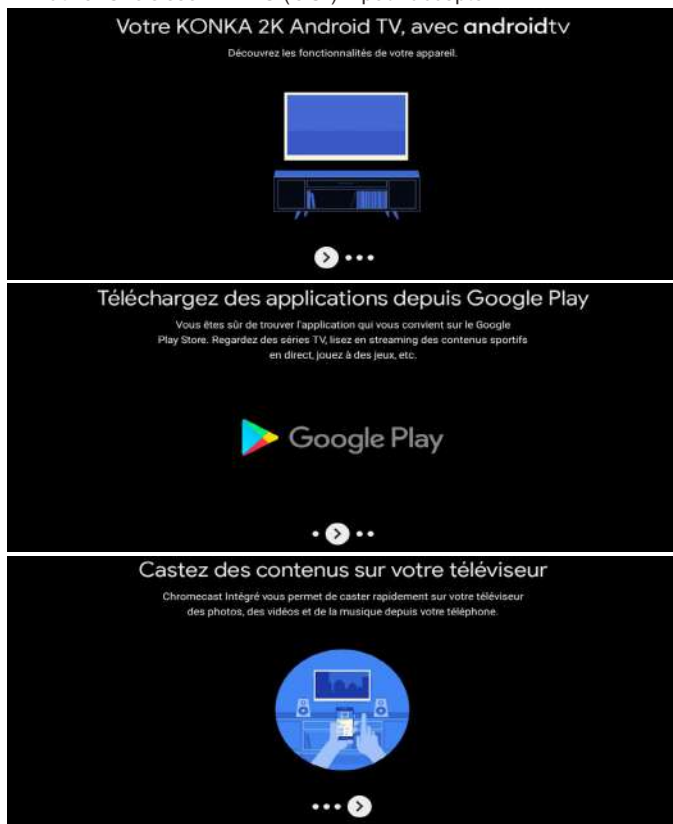 Votre KONKA 2K Android TV, avec androidtv
Découvrez les fonctionnalités de votre appareil.
Téléchargez des applications depuis Google Play
Vous êtes sûr de trouver l'application qui vous convient sur le Google
Play Store. Regardez des séries TV, lisez en streaming des contenus sportifs
en direct, jouez à des jeux, etc.
Google Play
Castez des contenus sur votre téléviseur
Chromecast Intégré vous permet de caster rapidement sur votre téléviseur
des photos, des vidéos et de la musique depuis votre téléphone.